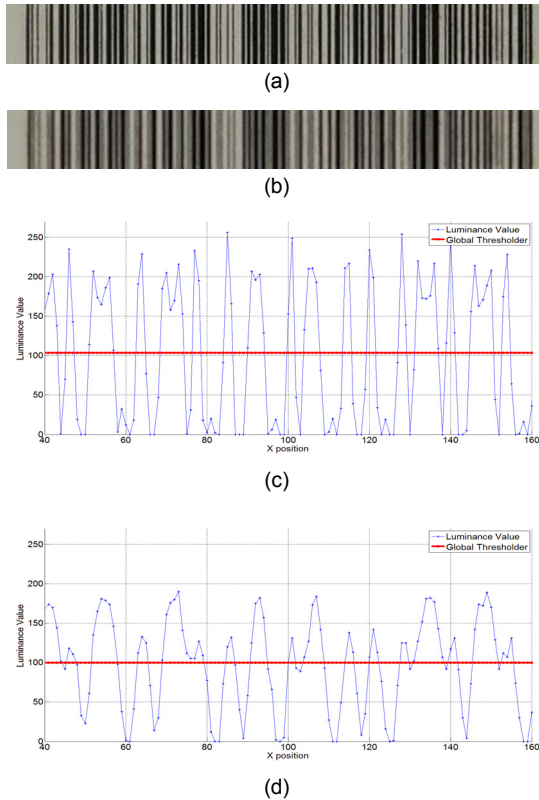 (a)
(b)
250
200
150
100
50
0
Luminance Value
Luminance Value
Global Thresholder
40
60
80
100
120
140
160
X position
(c)
250
200
150
100
50
0
Luminance Value
Luminance Value
Global Thresholder
40
60
80
100
120
140
160
X position
(d)